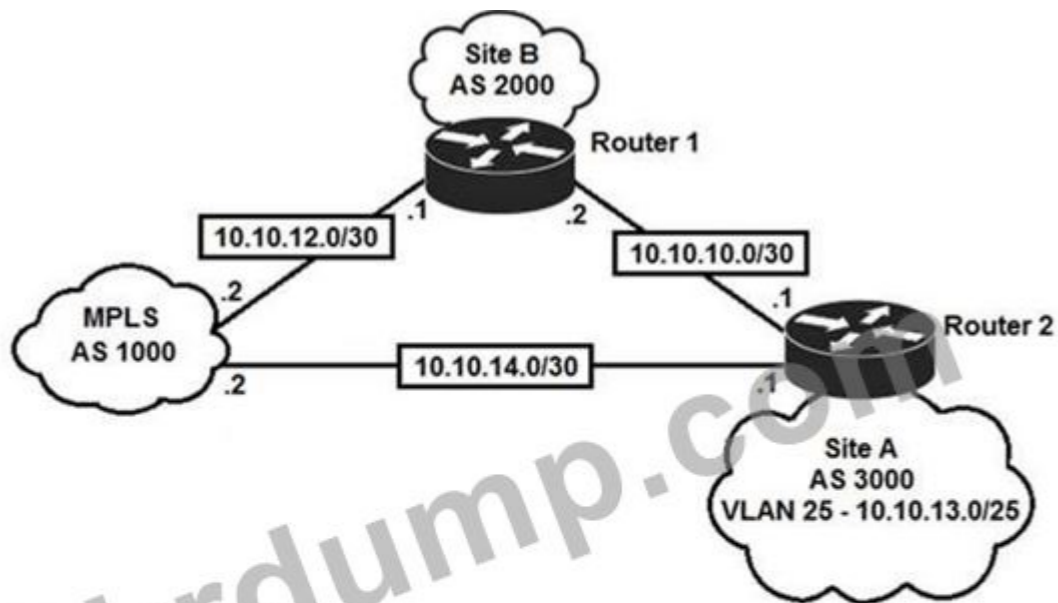 Site B
AS 2000
Router 1
.1
.2
10.10.12.0/30
10.10.10.0/30
.2
.1
MPLS
AS 1000
Router 2
10.10.14.0/30
.2
.1
Site A
AS 3000
VLAN 25 - 10.10.13.0/25
rdump.com